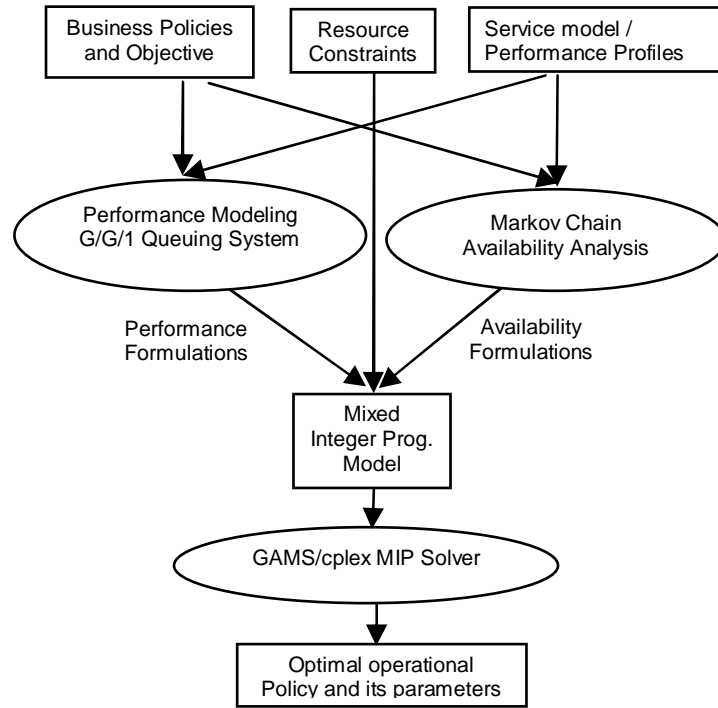 Business Policies
and Objective
Resource
Constraints
Service model /
Performance Profiles
Performance Modeling
G/G/1 Queuing System
Markov Chain
Availability Analysis
Performance
Formulations
Availability
Formulations
Mixed
Integer Prog.
Model
GAMS/cplex MIP Solver
Optimal operational
Policy and its parameters